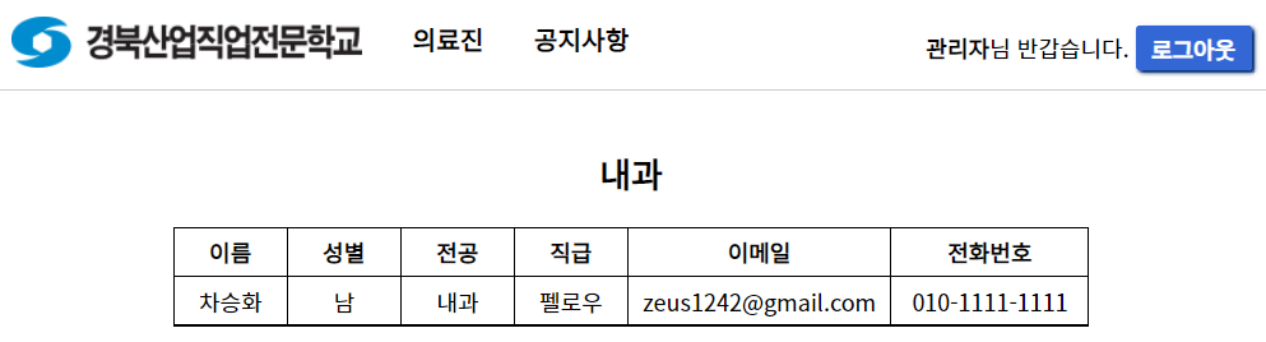 경북산업직업전문학교 의료진 공지사항 관리자님 반갑습니다. 로그아웃
내과
이름 성별 전공 직급 이메일 전화번호
차승화 남 내과 펠로우 zeus1242@gmail.com 010-1111-1111